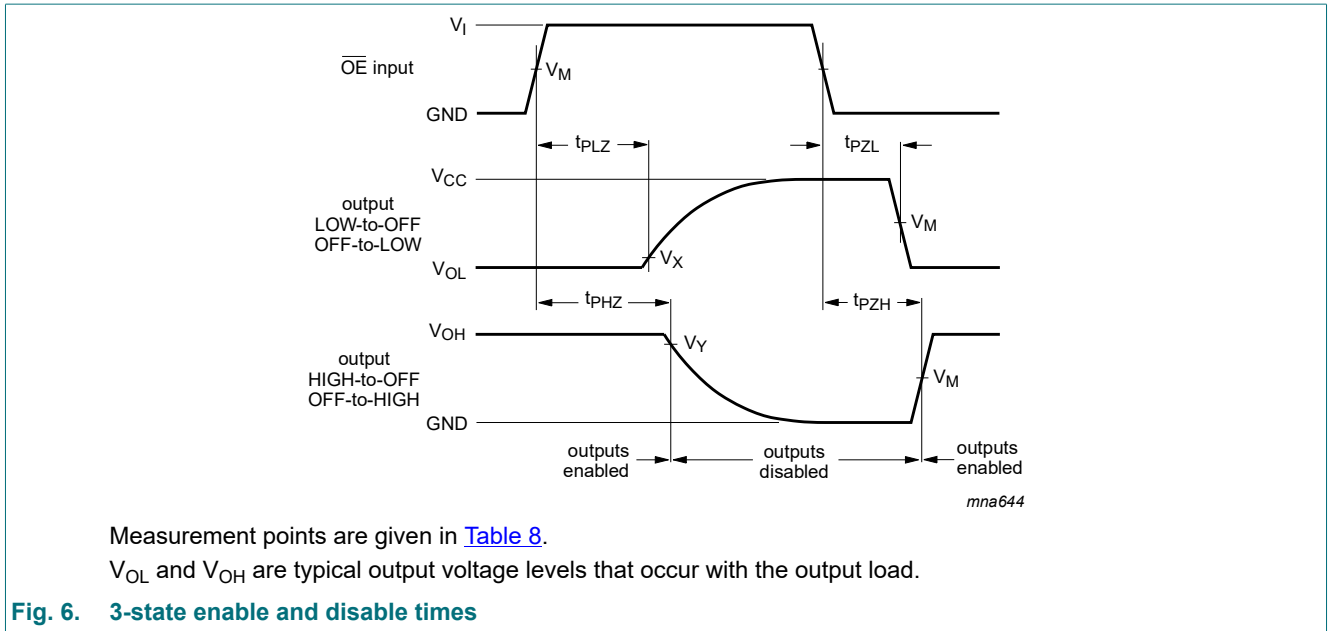 V_I
OE input
V_M
GND
t_PLZ
t_PZL
V_CC
output
LOW-to-OFF
OFF-to-LOW
V_M
V_X
V_OL
t_PHZ
t_PZH
V_OH
V_Y
output
HIGH-to-OFF
OFF-to-HIGH
V_M
GND
outputs
enabled
outputs
disabled
outputs
enabled
mna644
Measurement points are given in Table 8.
V_OL and V_OH are typical output voltage levels that occur with the output load.
Fig. 6. 3-state enable and disable times